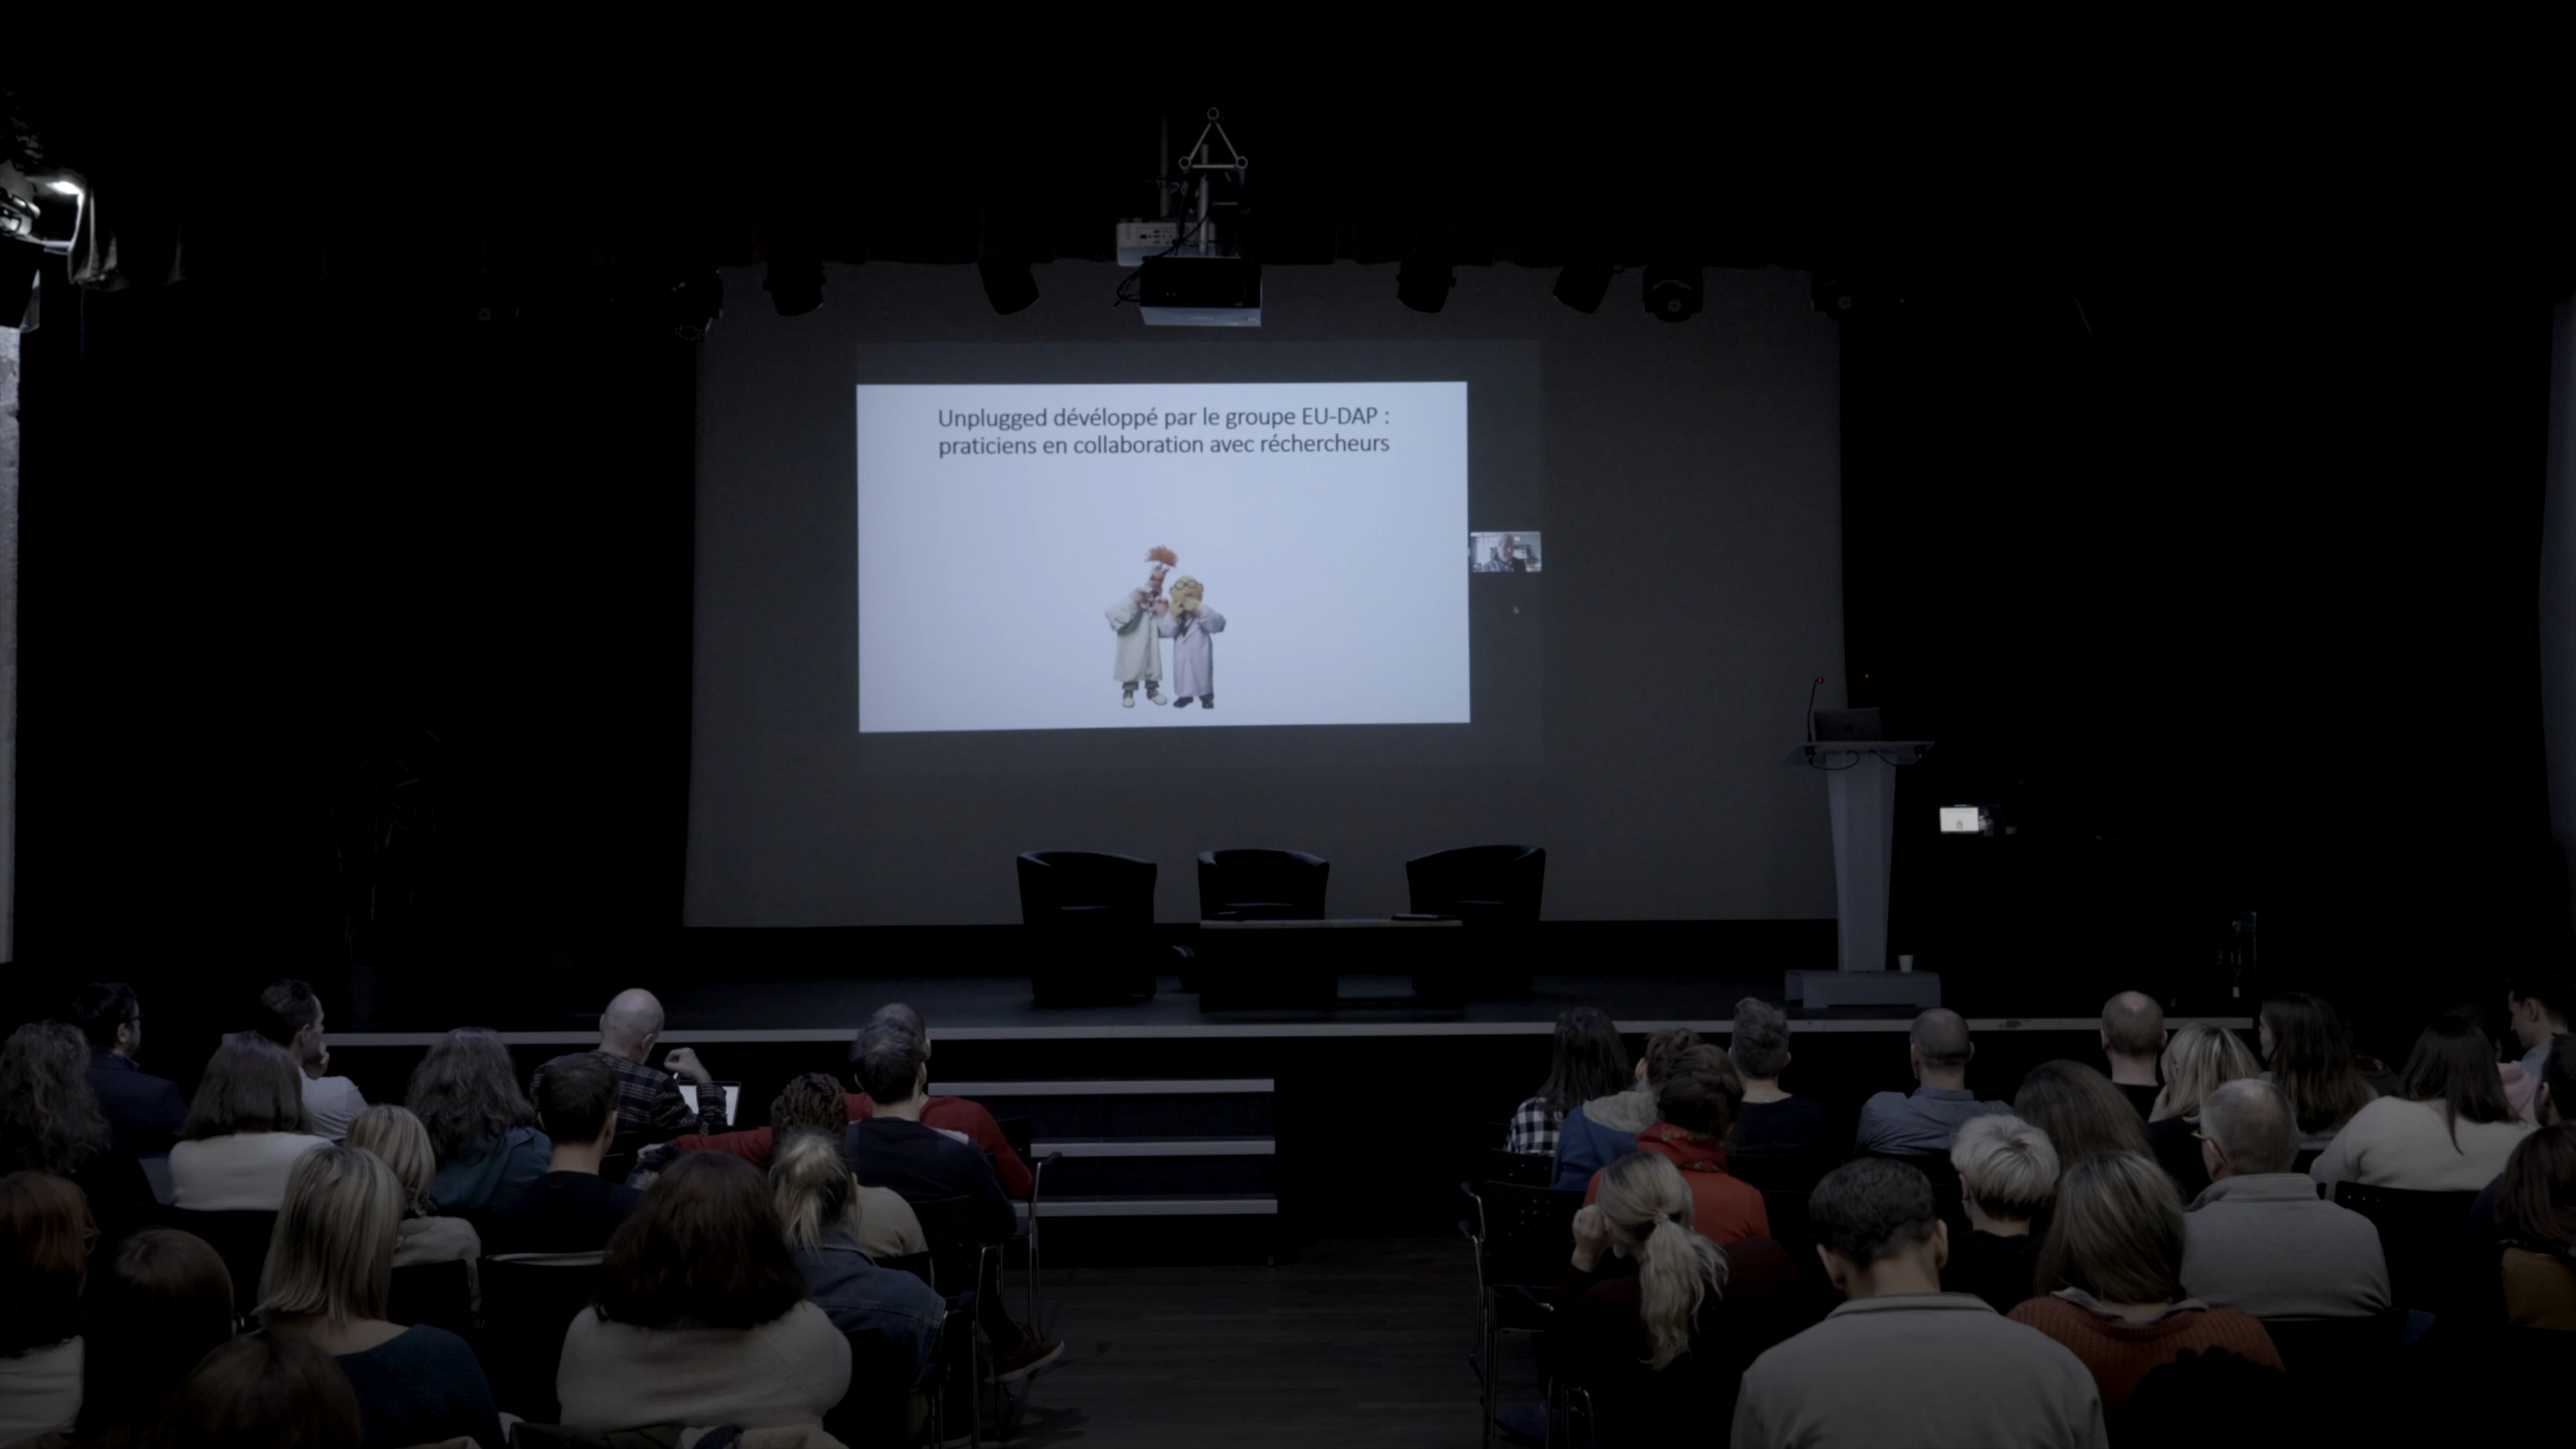 Unplugged dévéloppé par le groupe EU-DAP :
praticiens en collaboration avec réchercheurs